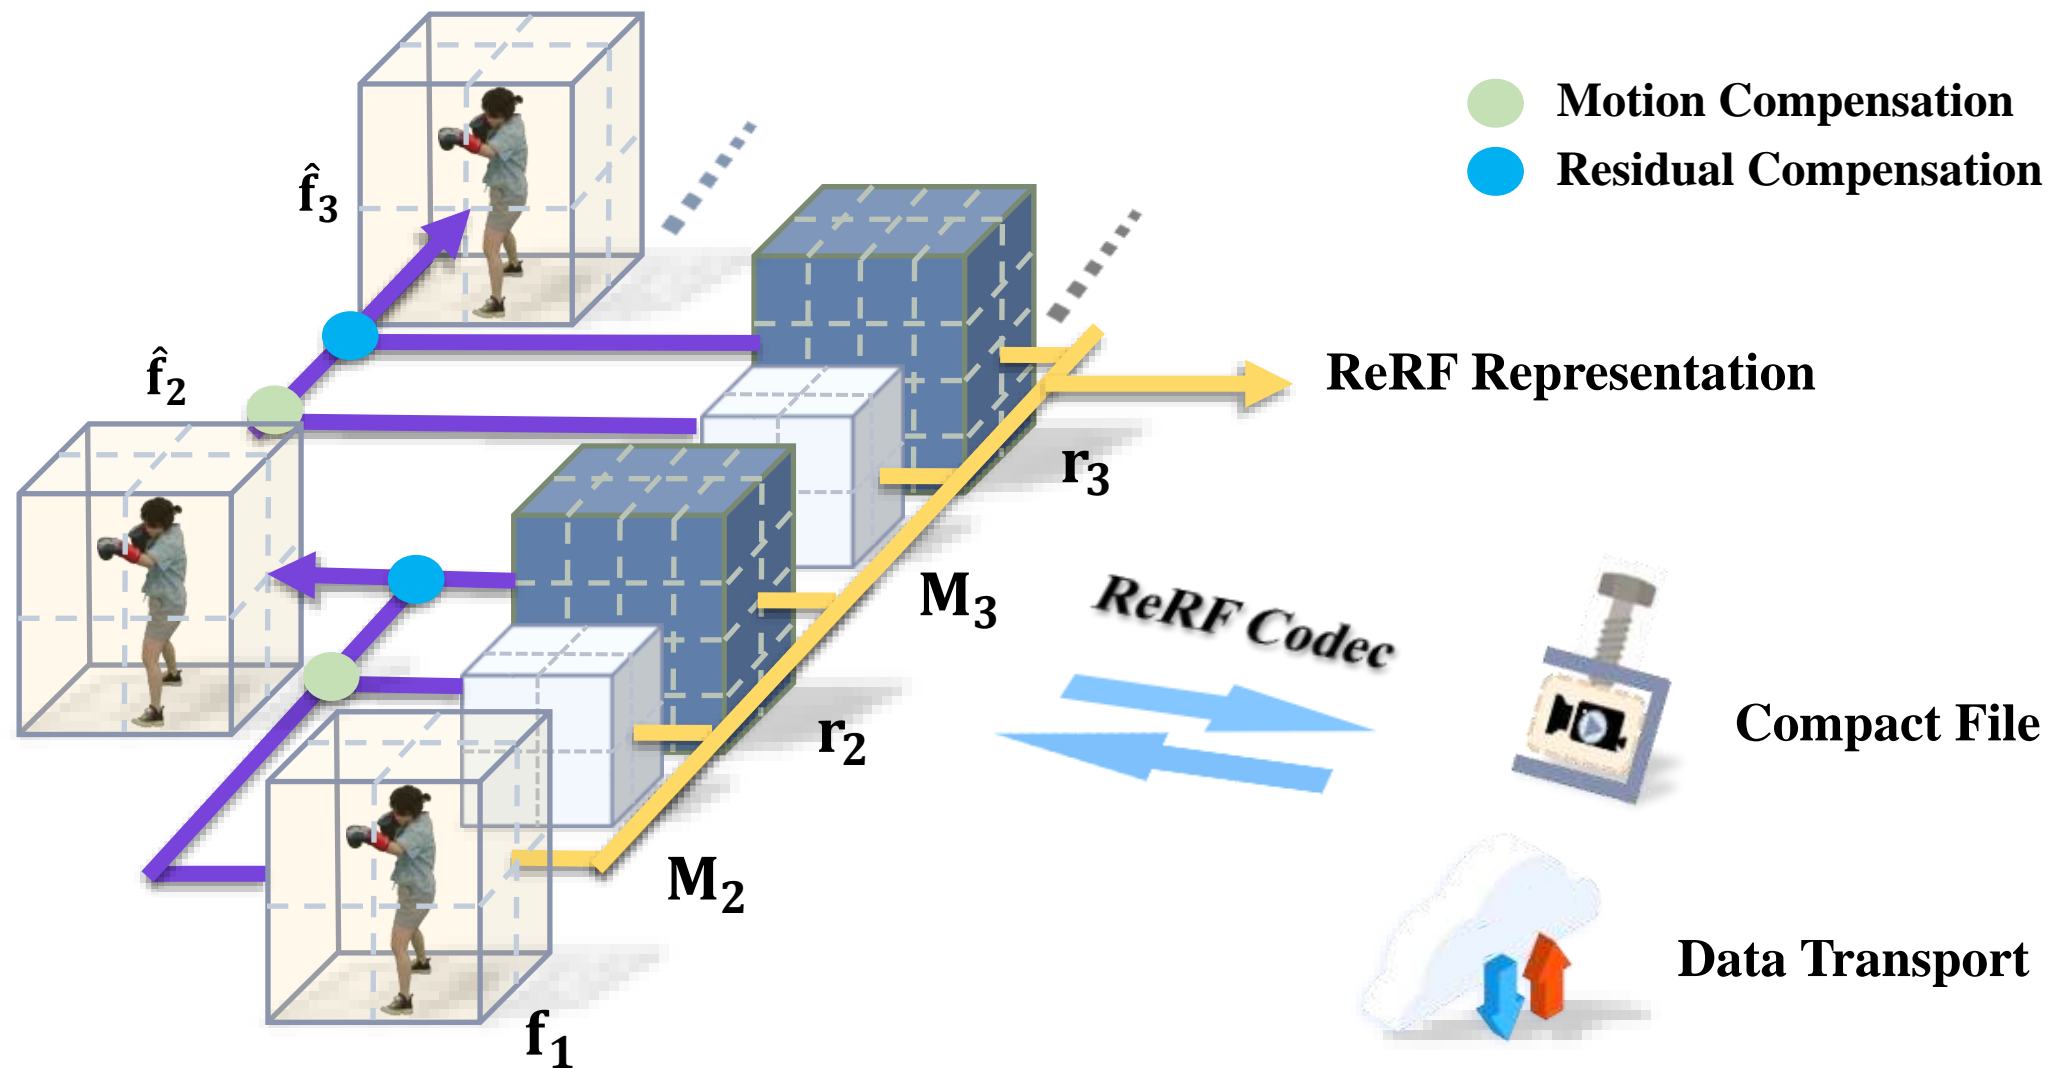 Motion Compensation
Residual Compensation
f̂₃
f̂₂
ReRF Representation
r₃
M₃
ReRF Codec
r₂
Compact File
M₂
Data Transport
f₁